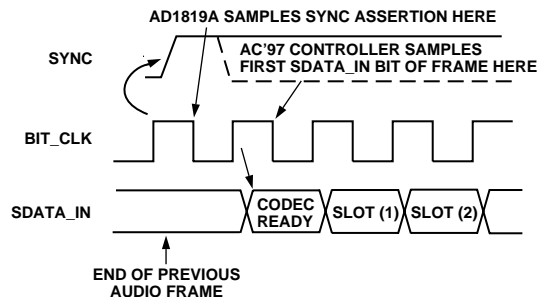 AD1819A SAMPLES SYNC ASSERTION HERE
SYNC
AC'97 CONTROLLER SAMPLES
FIRST SDATA_IN BIT OF FRAME HERE
BIT_CLK
SDATA_IN
CODEC
READY
SLOT (1)
SLOT (2)
END OF PREVIOUS
AUDIO FRAME